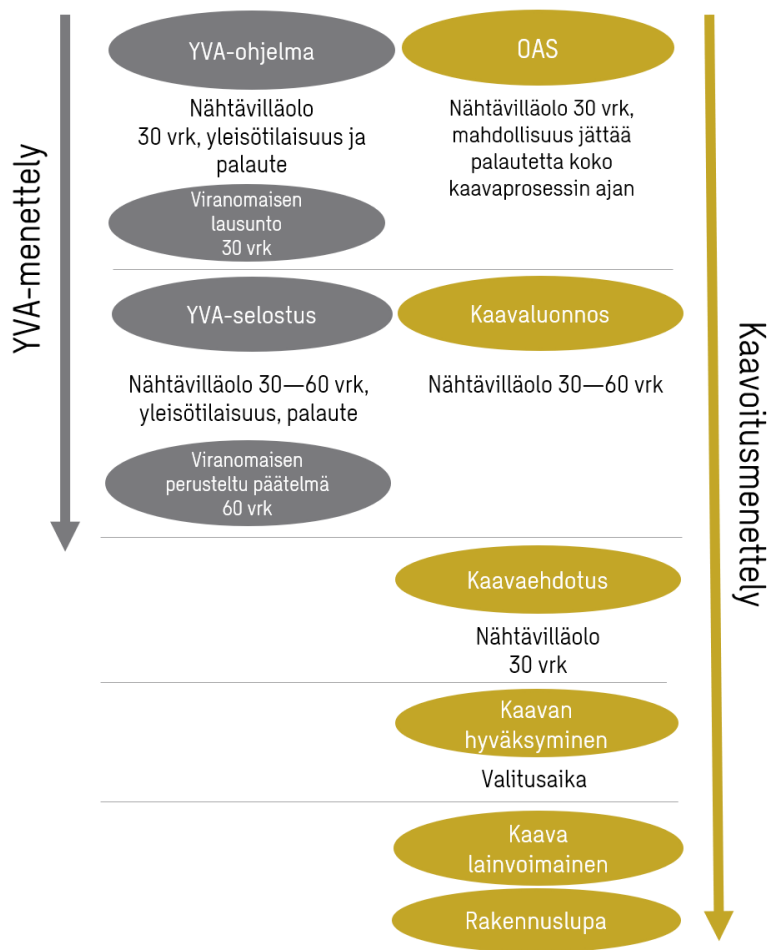 YVA-menettely
YVA-ohjelma
Nähtävilläolo
30 vrk, yleisötilaisuus ja
palaute
Viranomaisen
lausunto
30 vrk
OAS
Nähtävilläolo 30 vrk,
mahdollisuus jättää
palautetta koko
kaavaprosessin ajan
YVA-selostus
Nähtävilläolo 30—60 vrk,
yleisötilaisuus, palaute
Viranomaisen
perusteltu päätelmä
60 vrk
Kaavaluonnos
Nähtävilläolo 30—60 vrk
Kaavaehdotus
Nähtävilläolo
30 vrk
Kaavan
hyväksyminen
Valitusaika
Kaava
lainvoimainen
Rakennuslupa
Kaavoitusmenettely